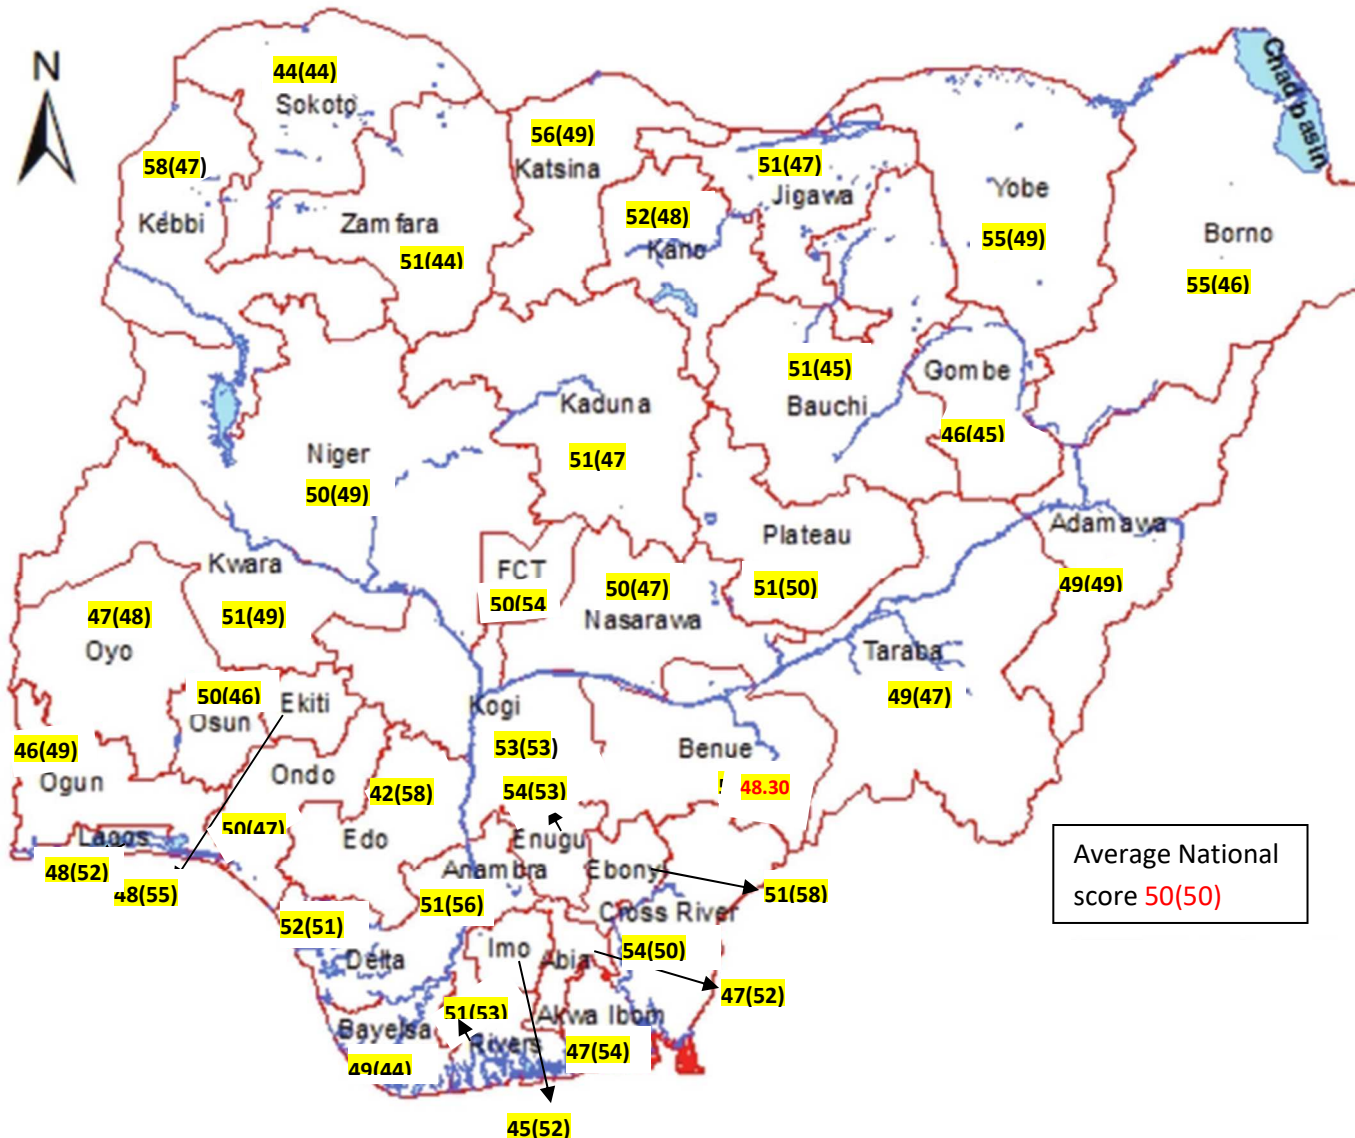 N
44(44)
Sokoto
58(47)
Kebbi
Zamfara
51(44)
56(49)
Katsina
52(48)
Kano
51(47)
Jigawa
Yobe
55(49)
Borno
55(46)
Chad basin
51(45)
Bauchi
Gombe
46(45)
Kaduna
51(47
Niger
50(49)
Plateau
51(50)
Adamawa
49(49)
FCT
50(54
50(47)
Nasarawa
Kwara
51(49)
47(48)
Oyo
Taraba
49(47)
50(46)
Osun
Ekiti
Kogi
53(53)
Benue
48.30
46(49)
Ogun
Ondo
42(58)
54(53)
50(47)
Edo
Enugu
Lagos
48(52)
48(55)
Anambra
51(56)
Ebonyi
51(58)
Cross River
54(50)
52(51)
Delta
Imo
Abia
47(52)
51(53)
Akwa Ibom
Bayelsa
Rivers
47(54)
49(44)
45(52)
Average National
score 50(50)